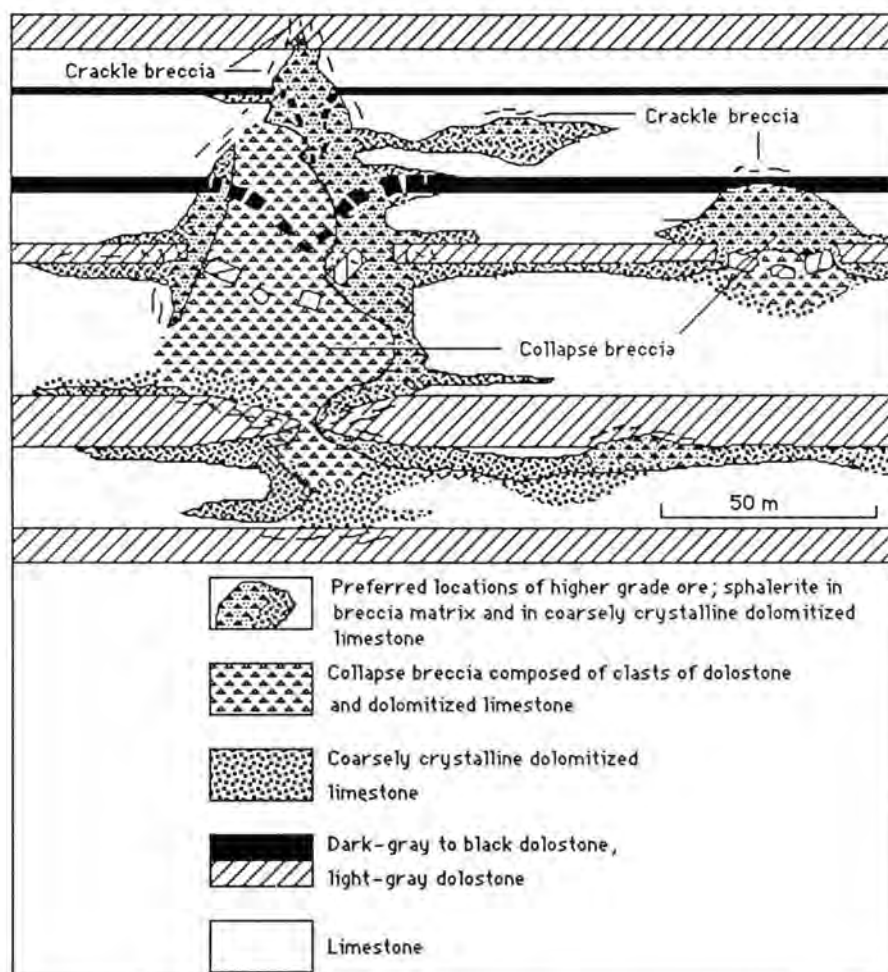 Crackle breccia
Crackle breccia
Collapse breccia
50 m
Preferred locations of higher grade ore; sphalerite in
breccia matrix and in coarsely crystalline dolomitized
limestone
Collapse breccia composed of clasts of dolostone
and dolomitized limestone
Coarsely crystalline dolomitized
limestone
Dark-gray to black dolostone,
light-gray dolostone
Limestone